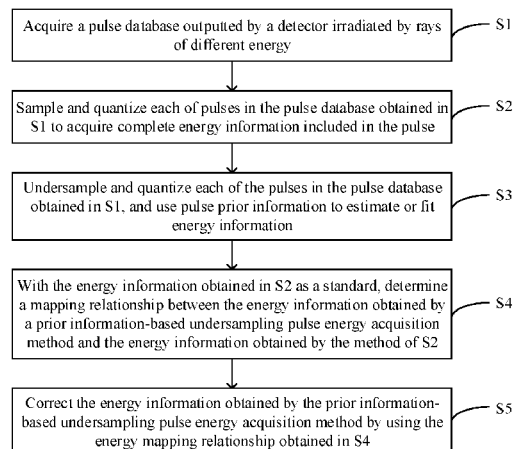 Acquire a pulse database outputted by a detector irradiated by rays
of different energy
S1
Sample and quantize each of pulses in the pulse database obtained in
S1 to acquire complete energy information included in the pulse
S2
Undersample and quantize each of the pulses in the pulse database
obtained in S1, and use pulse prior information to estimate or fit
energy information
S3
With the energy information obtained in S2 as a standard, determine
a mapping relationship between the energy information obtained by
a prior information-based undersampling pulse energy acquisition
method and the energy information obtained by the method of S2
S4
Correct the energy information obtained by the prior information-
based undersampling pulse energy acquisition method by using the
energy mapping relationship obtained in S4
S5